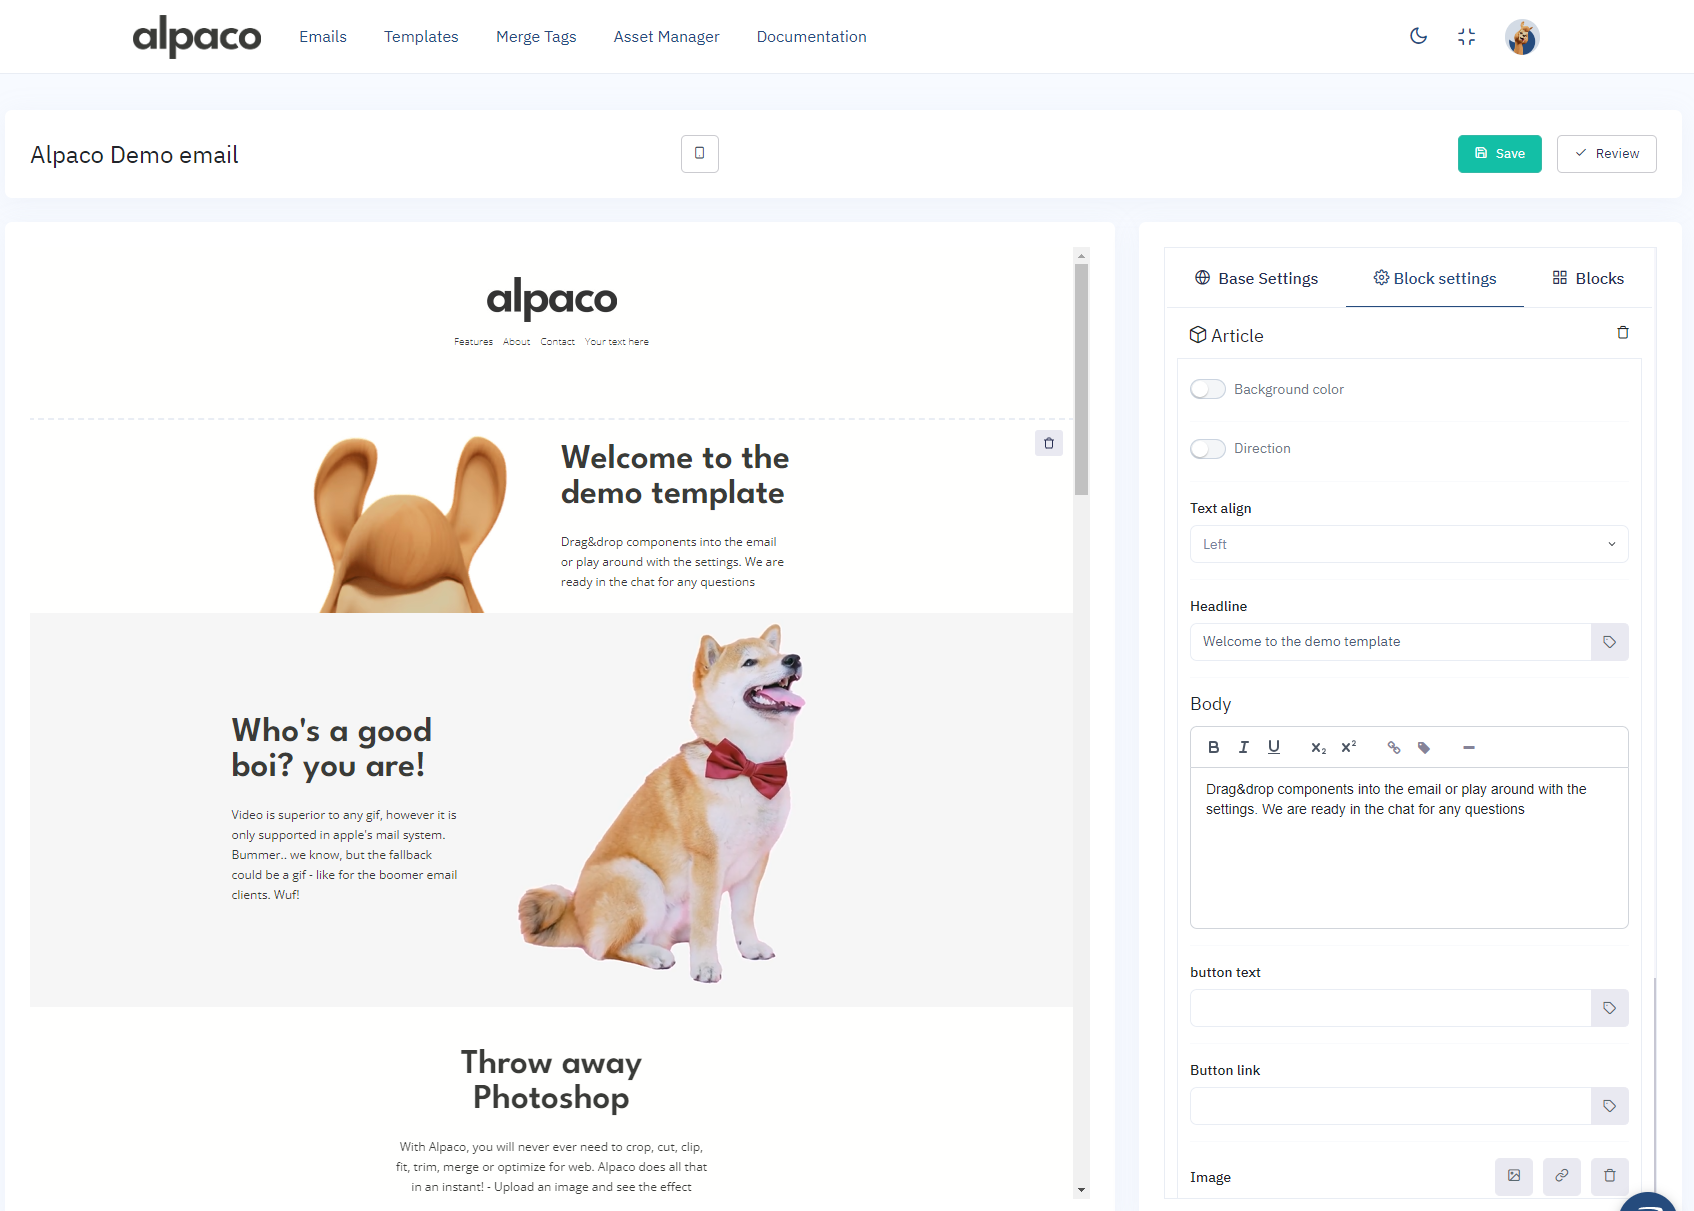 alpaco
Emails
Templates
Merge Tags
Asset Manager
Documentation
Alpaco Demo email
Save
Review
alpaco
Features About Contact Your text here
Welcome to the
demo template
Drag&drop components into the email
or play around with the settings. We are
ready in the chat for any questions
Who's a good
boi? you are!
Video is superior to any gif, however it is
only supported in apple's mail system.
Bummer.. we know, but the fallback
could be a gif - like for the boomer email
clients. Wuf!
Throw away
Photoshop
With Alpaco, you will never ever need to crop, cut, clip,
fit, trim, merge or optimize for web. Alpaco does all that
in an instant! - Upload an image and see the effect
Base Settings
Block settings
Blocks
Article
Background color
Direction
Text align
Left
Headline
Welcome to the demo template
Body
B I U x₂ x²
Drag&drop components into the email or play around with the
settings. We are ready in the chat for any questions
button text
Button link
Image